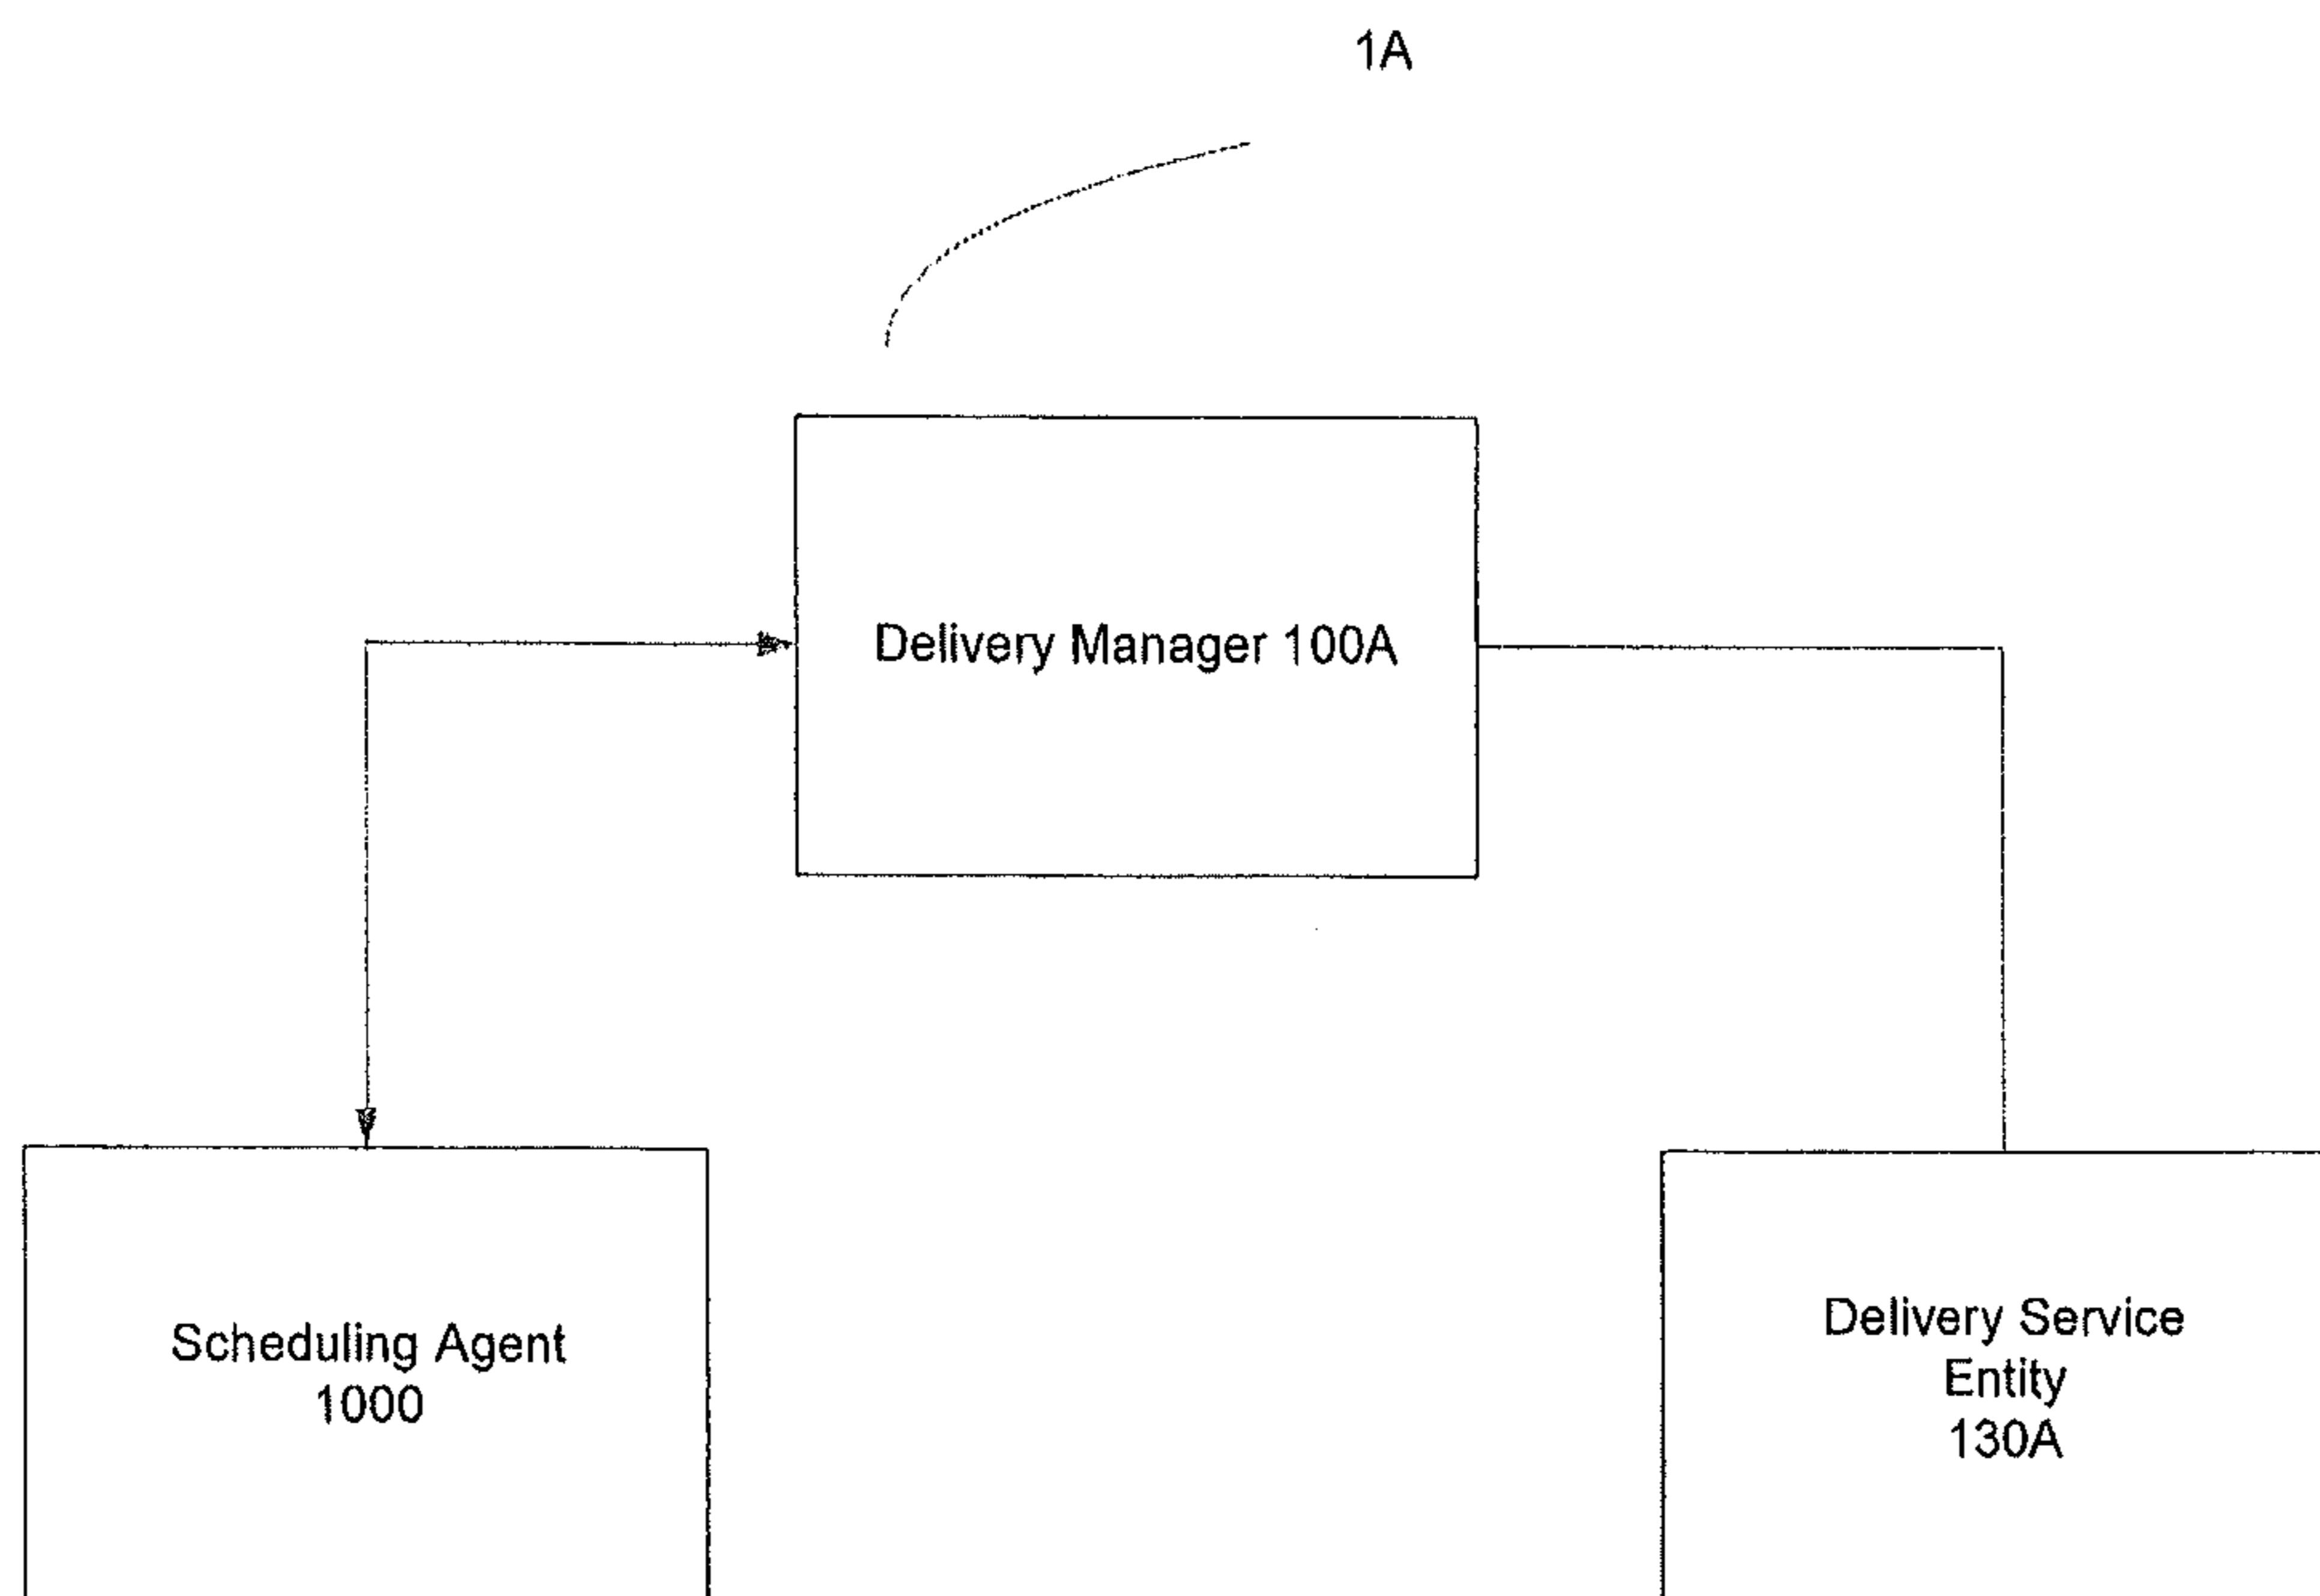 1A
Delivery Manager 100A
Scheduling Agent
1000
Delivery Service
Entity
130A